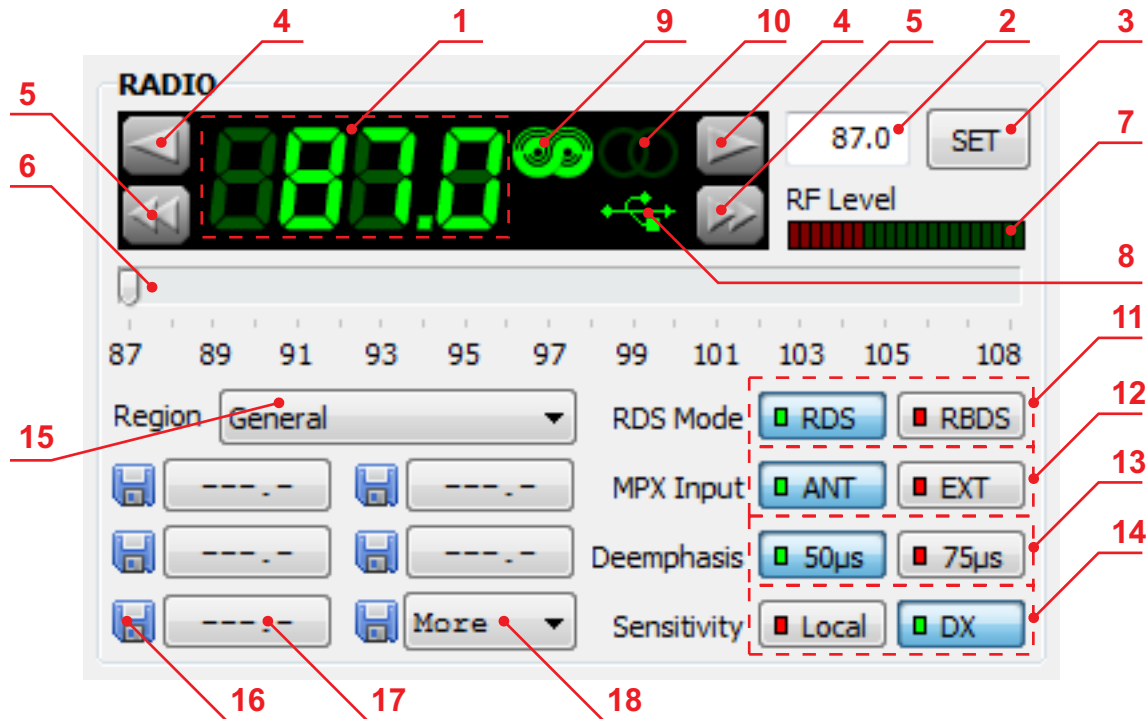 4 1 9 10 4 5 2 3
RADIO
5
87.0
87.0 SET
7
6
RF Level
8
87 89 91 93 95 97 99 101 103 105 108
11
Region General RDS Mode RDS RBDS
12
15
---.- ---.- MPX Input ANT EXT
13
---.- ---.- Deemphasis 50µs 75µs
14
---.- More Sensitivity Local DX
16 17 18